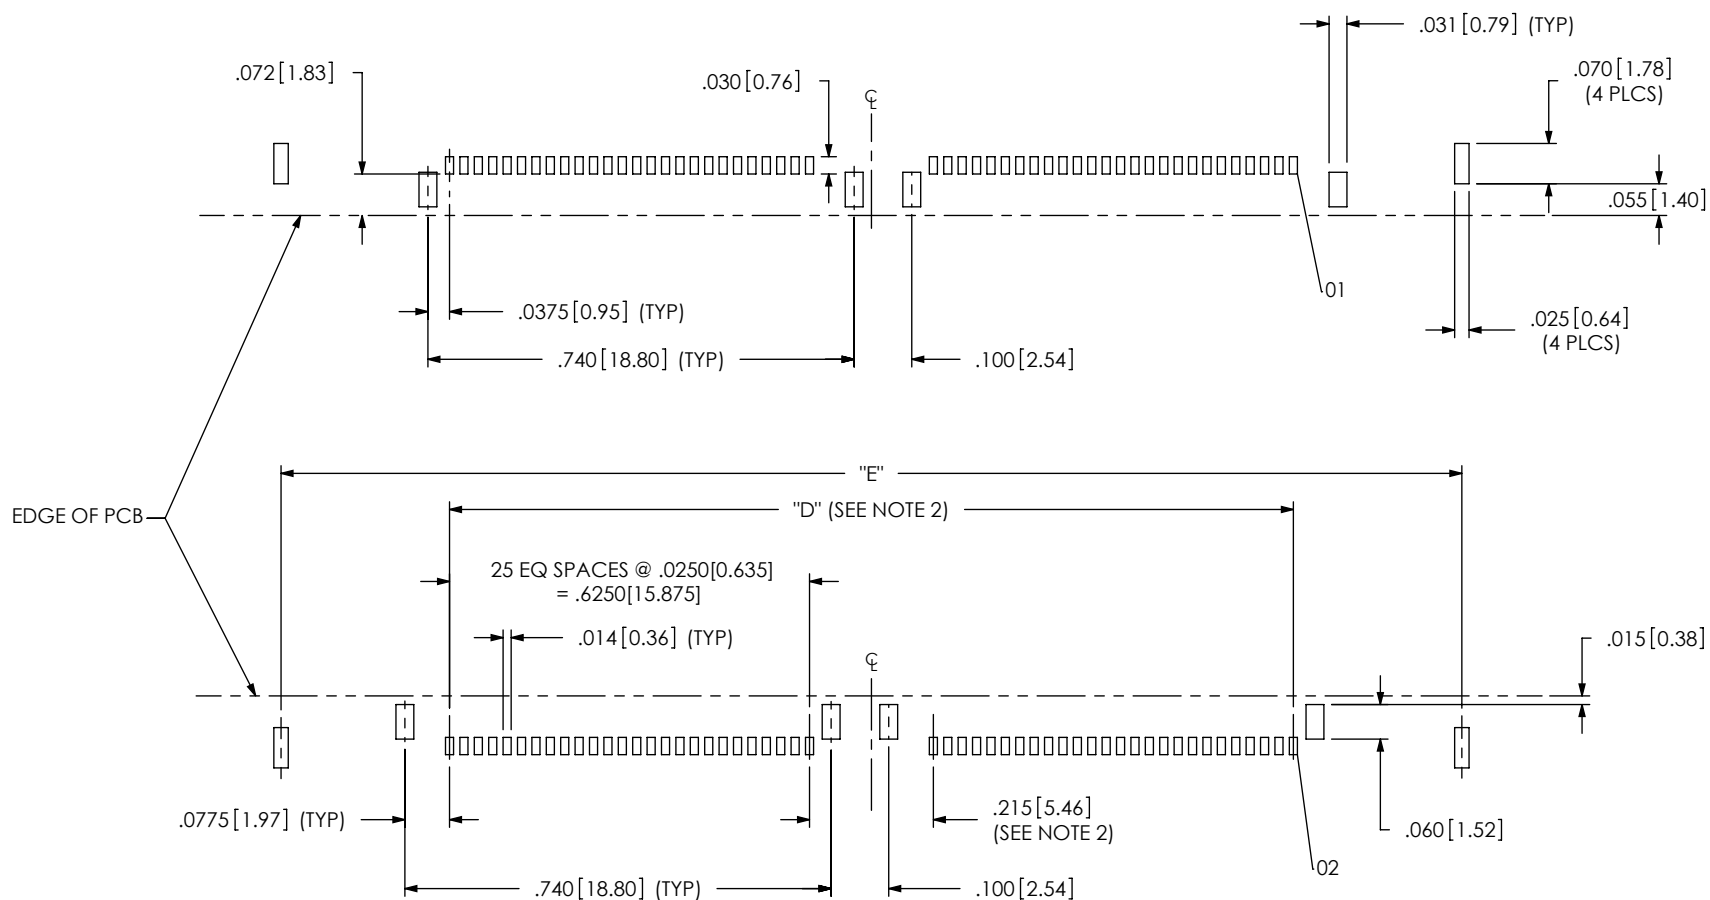 .031[0.79] (TYP)
.072[1.83]
.030[0.76]
.070[1.78]
(4 PLCS)
CL
.055[1.40]
01
.0375[0.95] (TYP)
.025[0.64]
(4 PLCS)
.740[18.80] (TYP)
.100[2.54]
"E"
"D" (SEE NOTE 2)
EDGE OF PCB
25 EQ SPACES @ .0250[0.635]
= .6250[15.875]
.014[0.36] (TYP)
.015[0.38]
CL
.0775[1.97] (TYP)
.215[5.46]
(SEE NOTE 2)
.060[1.52]
02
.740[18.80] (TYP)
.100[2.54]